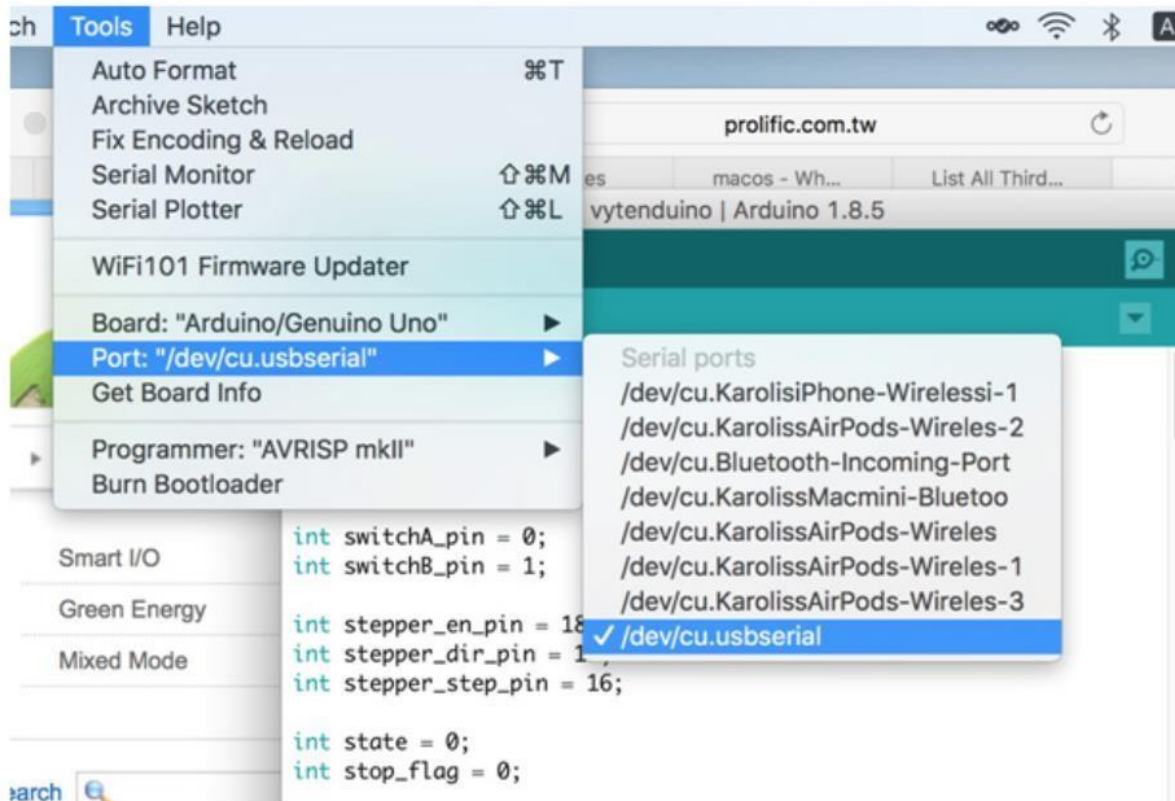 ch Tools Help A
Auto Format ⌘T
Archive Sketch
Fix Encoding & Reload
Serial Monitor ⇧⌘M
Serial Plotter ⇧⌘L
WiFi101 Firmware Updater
Board: "Arduino/Genuino Uno"
Port: "/dev/cu.usbserial"
Get Board Info
Programmer: "AVRISP mkII"
Burn Bootloader
prolific.com.tw
es macos - Wh... List All Third...
vytenduino | Arduino 1.8.5
Serial ports
/dev/cu.KarolisiPhone-Wirelessi-1
/dev/cu.KarolissAirPods-Wireles-2
/dev/cu.Bluetooth-Incoming-Port
/dev/cu.KarolissMacmini-Bluetoo
/dev/cu.KarolissAirPods-Wireles
/dev/cu.KarolissAirPods-Wireles-1
/dev/cu.KarolissAirPods-Wireles-3
✓ /dev/cu.usbserial
Smart I/O
Green Energy
Mixed Mode
earch
int switchA_pin = 0;
int switchB_pin = 1;
int stepper_en_pin = 18
int stepper_dir_pin = 1
int stepper_step_pin = 16;
int state = 0;
int stop_flag = 0;